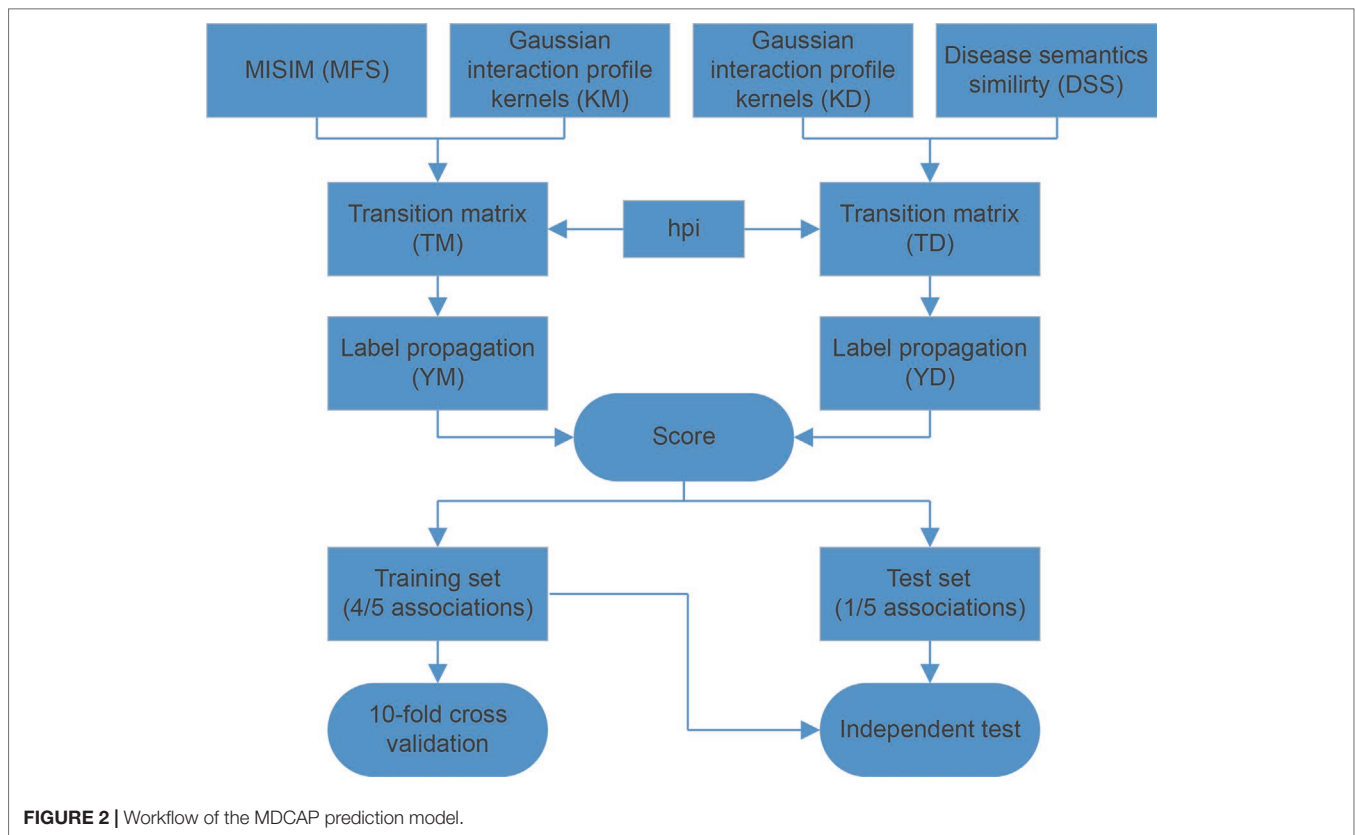 MISIM (MFS)
Gaussian
interaction profile
kernels (KM)
Gaussian
interaction profile
kernels (KD)
Disease semantics
similirty (DSS)
Transition matrix
(TM)
hpi
Transition matrix
(TD)
Label propagation
(YM)
Label propagation
(YD)
Score
Training set
(4/5 associations)
Test set
(1/5 associations)
10-fold cross
validation
Independent test
FIGURE 2 | Workflow of the MDCAP prediction model.